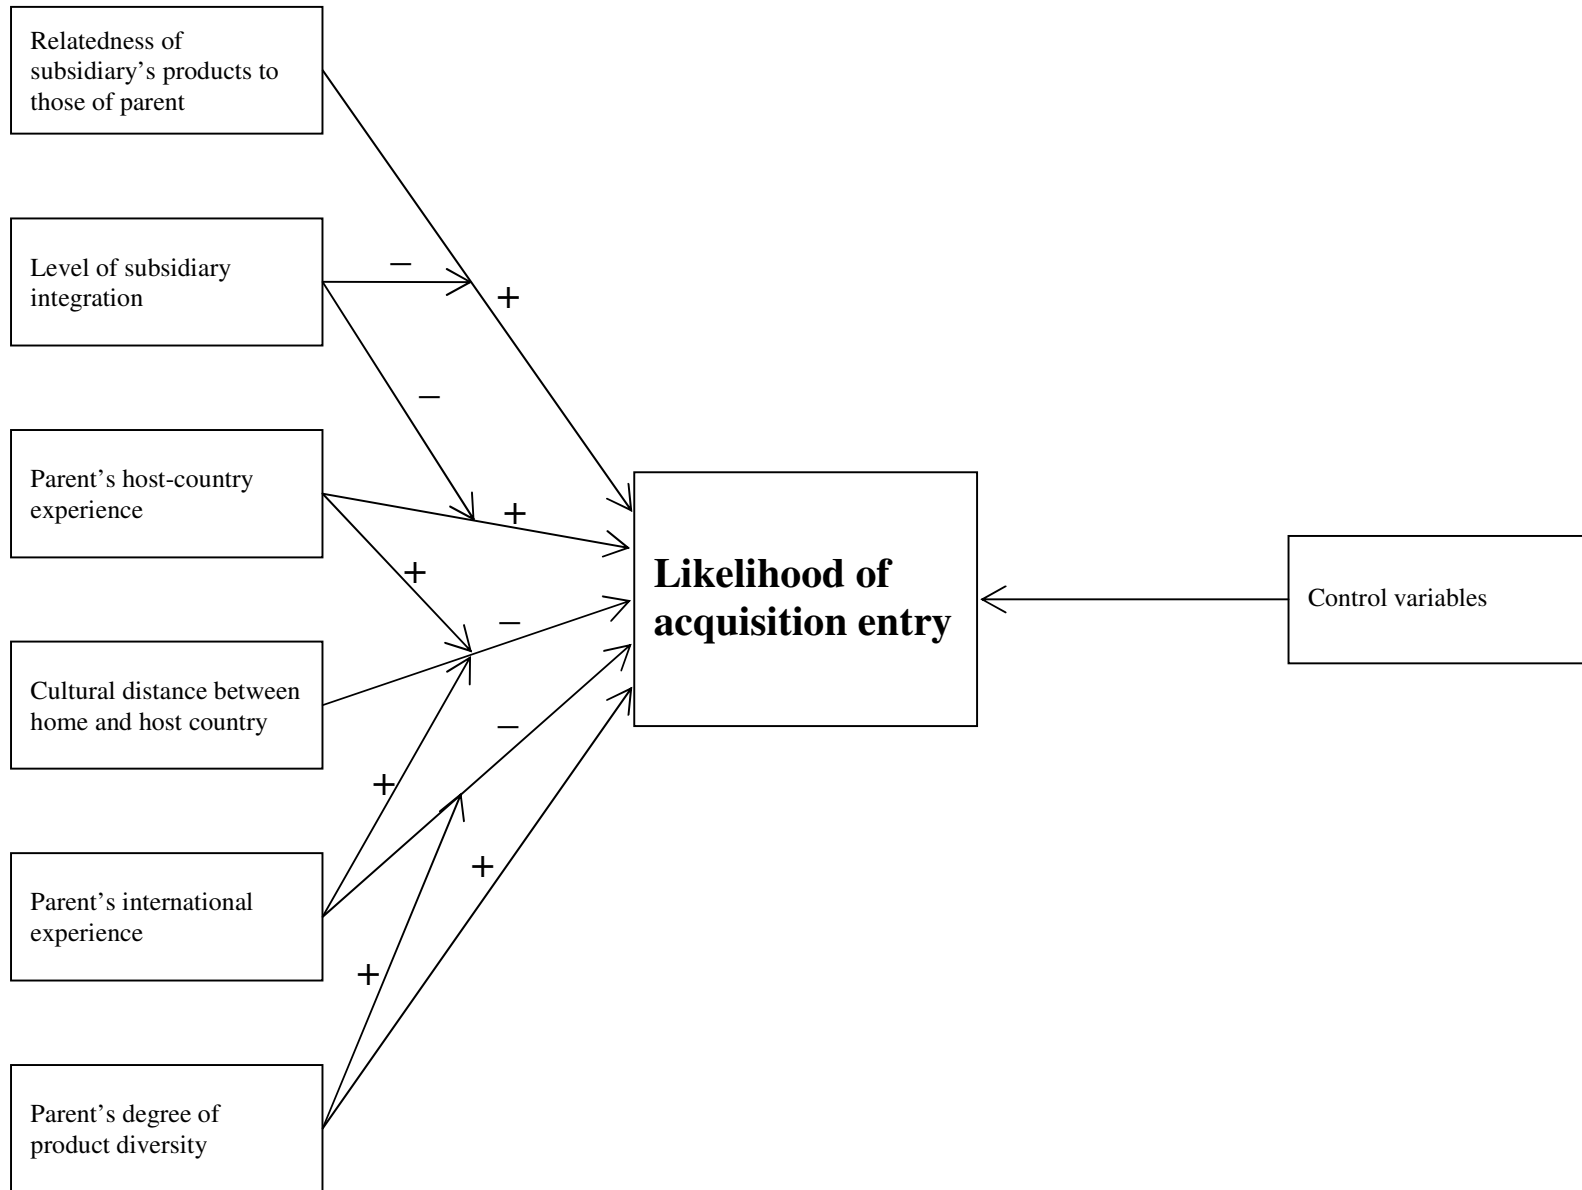 Relatedness of
subsidiary’s products to
those of parent
Level of subsidiary
integration
–
+
–
Parent’s host-country
experience
+
+
Likelihood of
acquisition entry
Control variables
–
Cultural distance between
home and host country
–
+
Parent’s international
experience
+
+
Parent’s degree of
product diversity